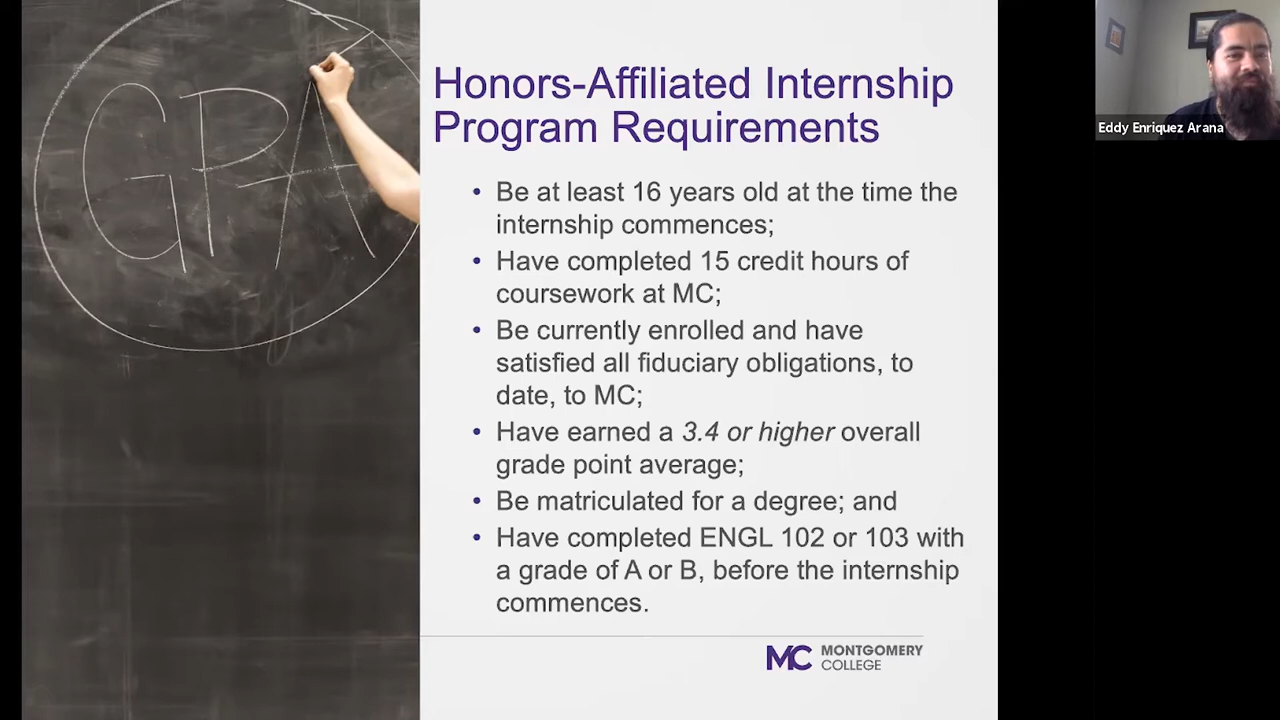 GPA
Honors-Affiliated Internship
Program Requirements
• Be at least 16 years old at the time the
internship commences;
• Have completed 15 credit hours of
coursework at MC;
• Be currently enrolled and have
satisfied all fiduciary obligations, to
date, to MC;
• Have earned a 3.4 or higher overall
grade point average;
• Be matriculated for a degree; and
• Have completed ENGL 102 or 103 with
a grade of A or B, before the internship
commences.
MC MONTGOMERY
COLLEGE
Eddy Enriquez Arana